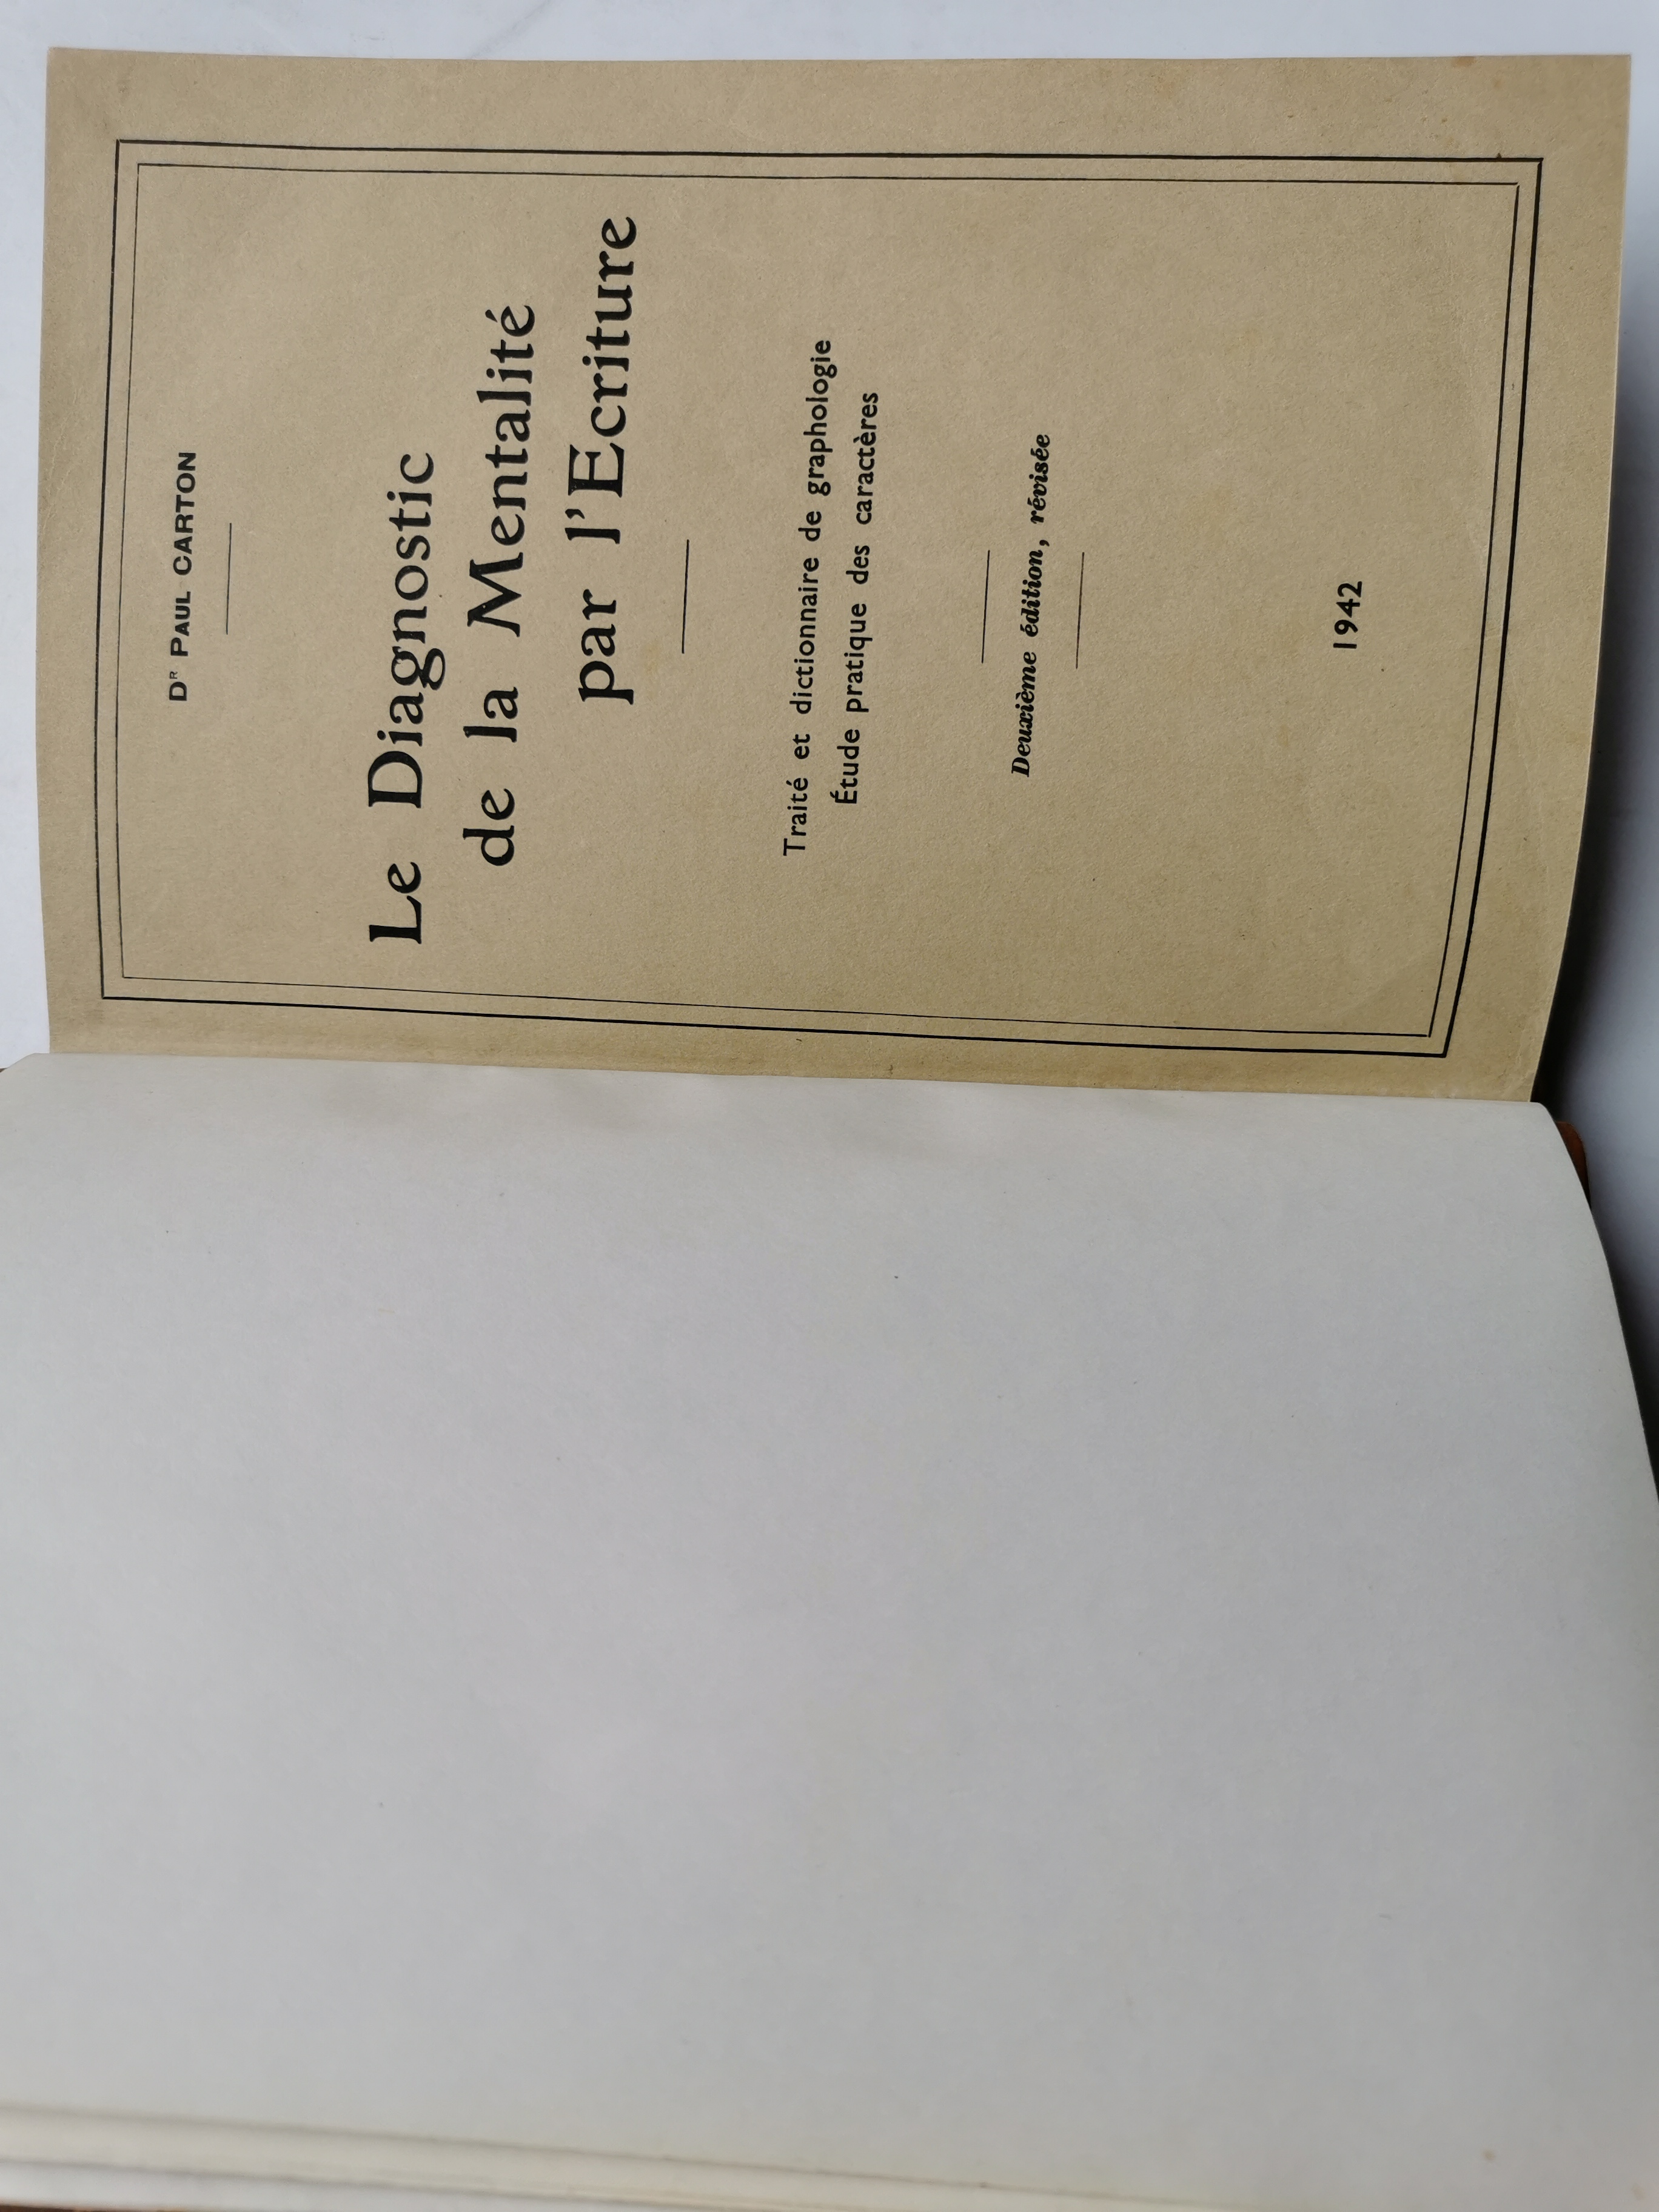 Dʳ PAUL CARTON
Le Diagnostic
de la Mentalité
par l'Ecriture
Traité et dictionnaire de graphologie
Étude pratique des caractères
Deuxième édition, révisée
1942